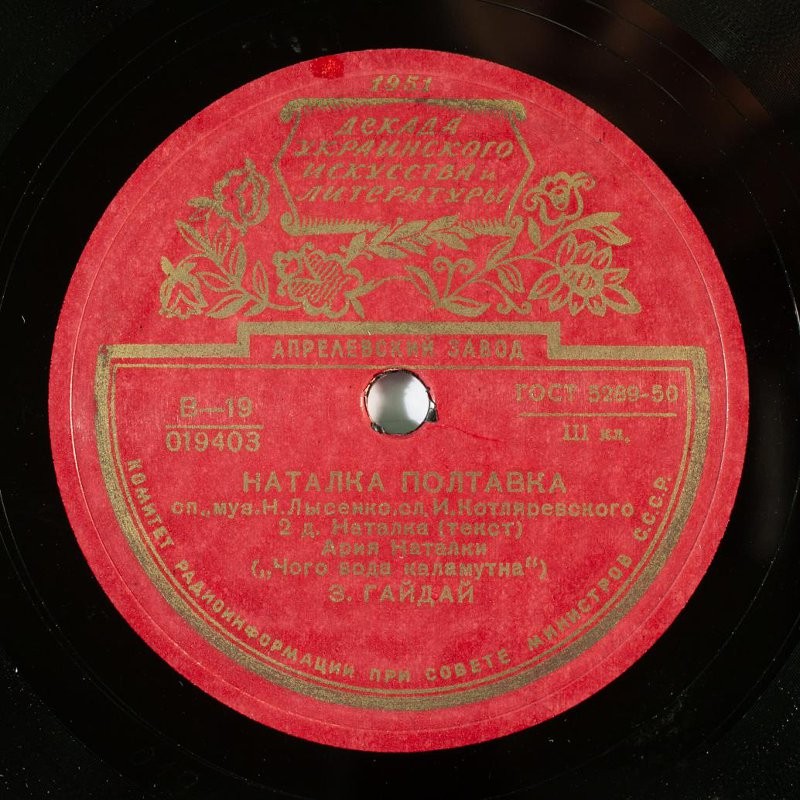 1951
ДЕКАДА
УКРАИНСКОГО
ИСКУССТВА и
ЛИТЕРАТУРЫ
АПРЕЛЕВСКИЙ ЗАВОД
В—19
019403
ГОСТ 5289-50
III кл.
НАТАЛКА ПОЛТАВКА
оп., муз. Н. Лысенко, сл. И. Котляревского
2 д. Наталка (текст)
Ария Наталки
(„Чого вода каламутна")
З. ГАЙДАЙ
КОМИТЕТ РАДИОИНФОРМАЦИИ ПРИ СОВЕТЕ МИНИСТРОВ С.С.С.Р.